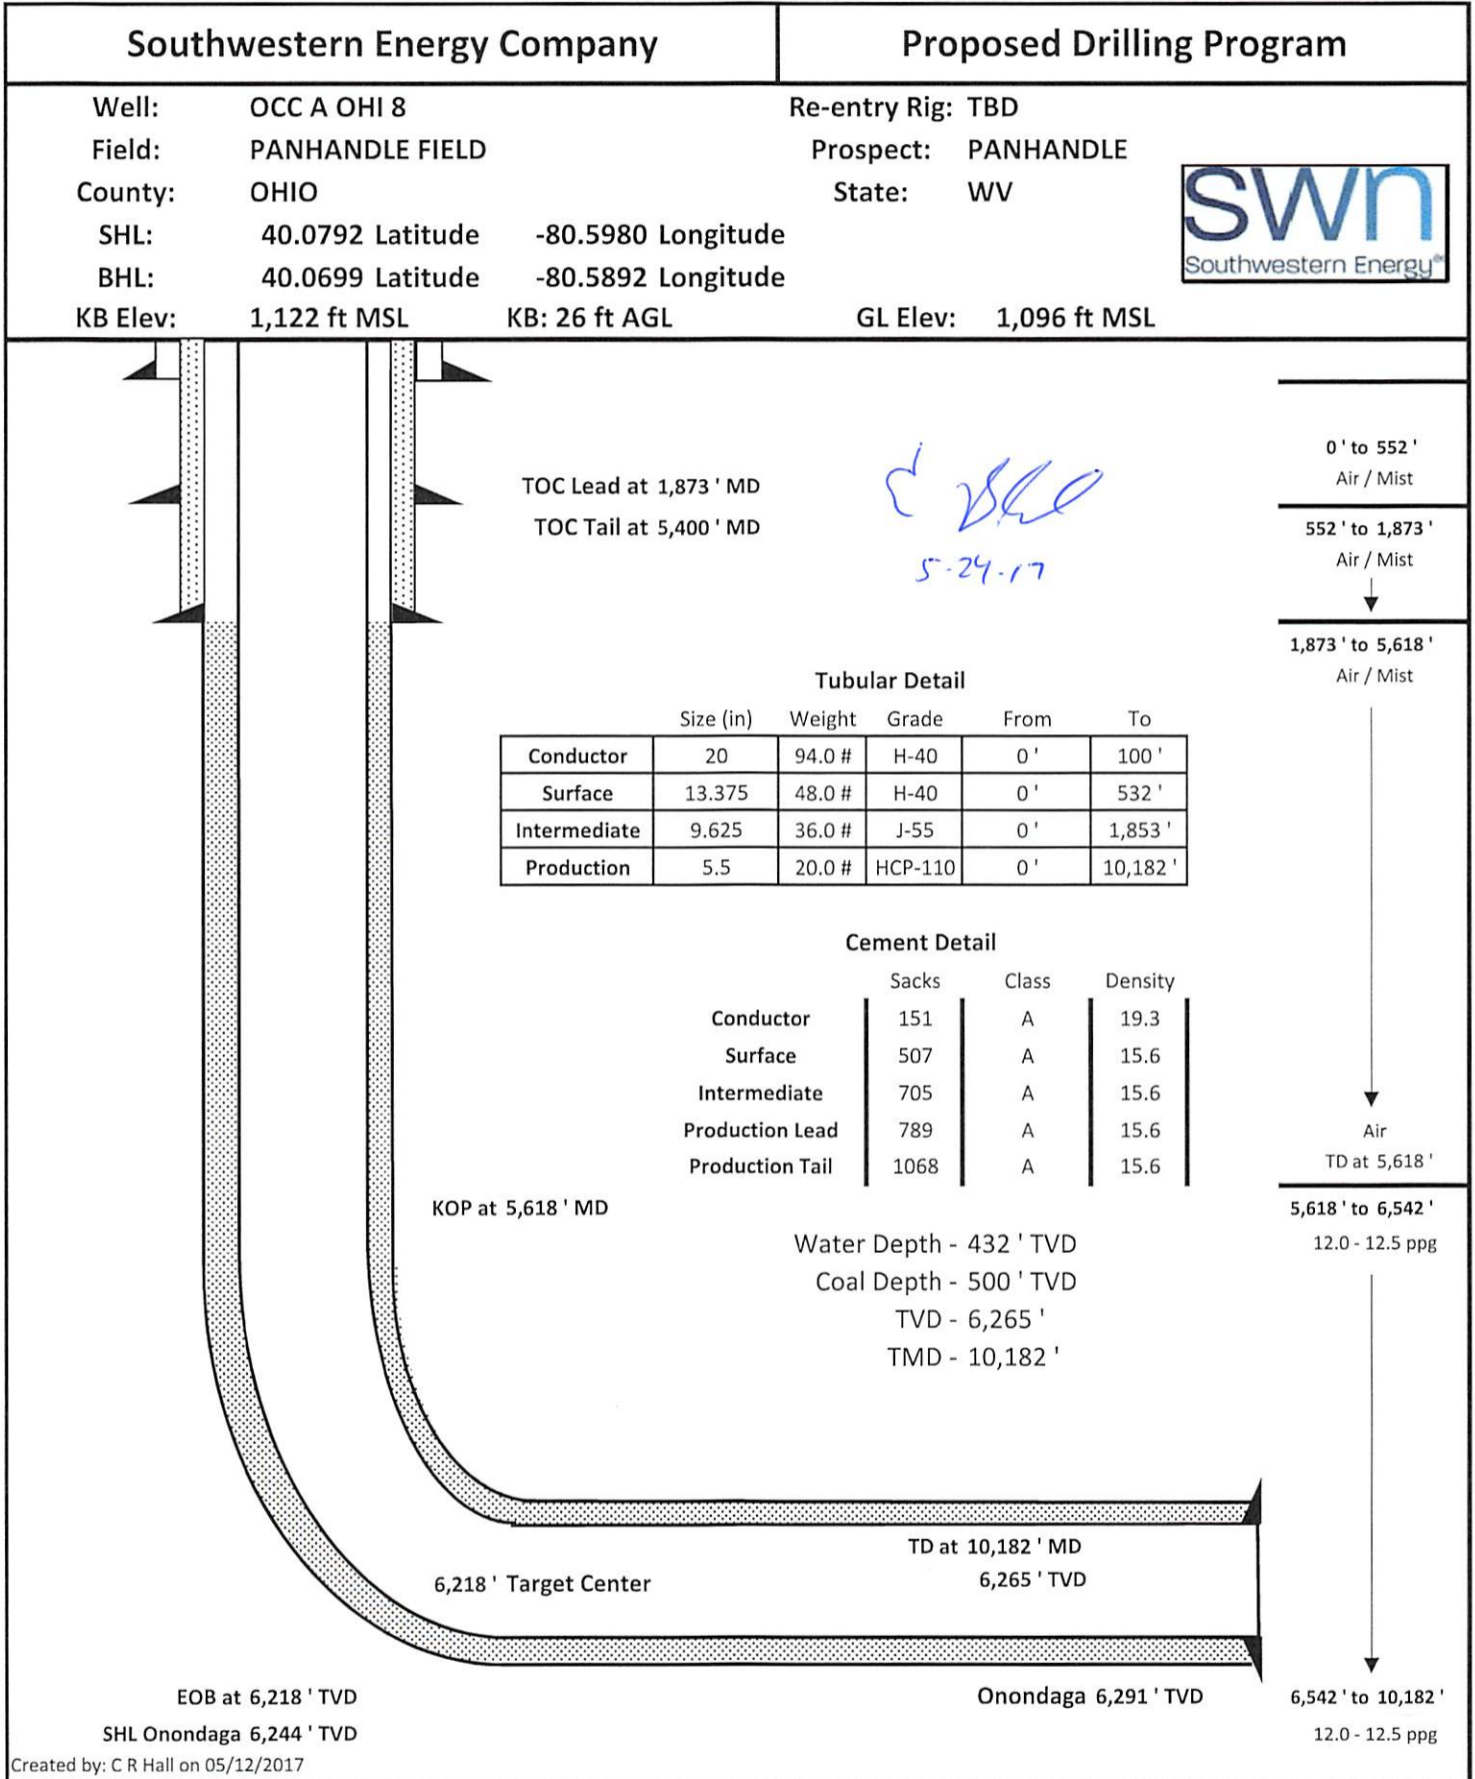 Southwestern Energy Company Proposed Drilling Program
Well: OCC A OHI 8 Re-entry Rig: TBD
Field: PANHANDLE FIELD Prospect: PANHANDLE
County: OHIO State: WV
SHL: 40.0792 Latitude -80.5980 Longitude
BHL: 40.0699 Latitude -80.5892 Longitude
KB Elev: 1,122 ft MSL KB: 26 ft AGL GL Elev: 1,096 ft MSL
swn
Southwestern Energy®
0 ' to 552 '
Air / Mist
TOC Lead at 1,873 ' MD
TOC Tail at 5,400 ' MD
5-24-17
552 ' to 1,873 '
Air / Mist
1,873 ' to 5,618 '
Air / Mist
Tubular Detail
Size (in) Weight Grade From To
Conductor 20 94.0 # H-40 0 ' 100 '
Surface 13.375 48.0 # H-40 0 ' 532 '
Intermediate 9.625 36.0 # J-55 0 ' 1,853 '
Production 5.5 20.0 # HCP-110 0 ' 10,182 '
Cement Detail
Sacks Class Density
Conductor 151 A 19.3
Surface 507 A 15.6
Intermediate 705 A 15.6
Production Lead 789 A 15.6
Production Tail 1068 A 15.6
Air
TD at 5,618 '
KOP at 5,618 ' MD
5,618 ' to 6,542 '
12.0 - 12.5 ppg
Water Depth - 432 ' TVD
Coal Depth - 500 ' TVD
TVD - 6,265 '
TMD - 10,182 '
TD at 10,182 ' MD
6,265 ' TVD
6,218 ' Target Center
EOB at 6,218 ' TVD
Onondaga 6,291 ' TVD
6,542 ' to 10,182 '
SHL Onondaga 6,244 ' TVD
12.0 - 12.5 ppg
Created by: C R Hall on 05/12/2017